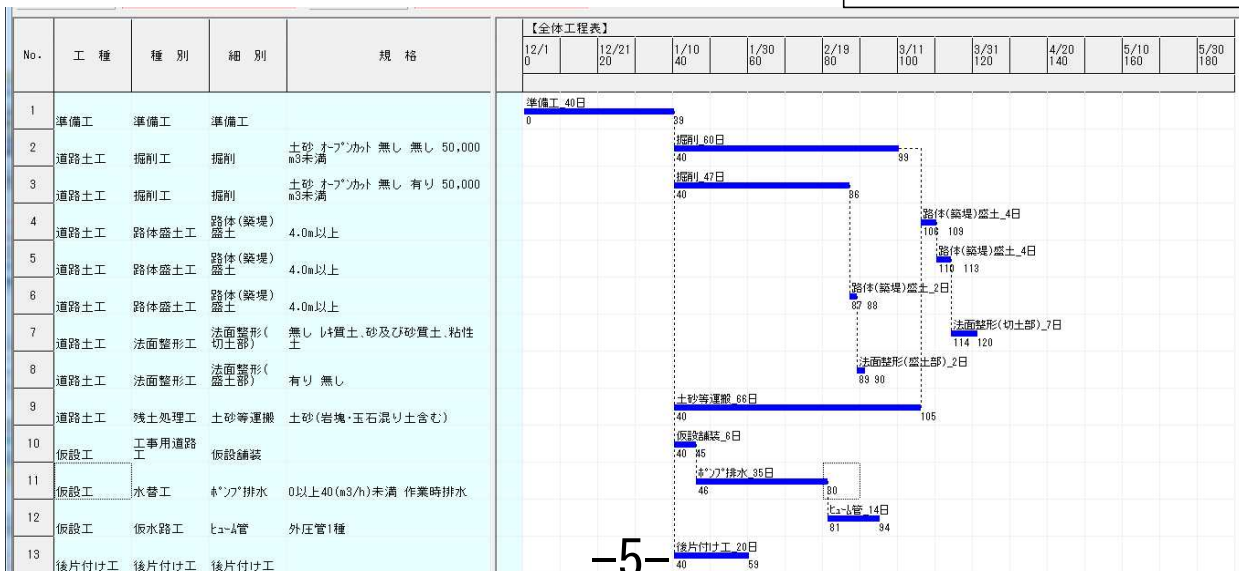 【全体工程表】
No. 工 種 種 別 細 別 規 格
12/1 12/21 1/10 1/30 2/19 3/11 3/31 4/20 5/10 5/30
0 20 40 60 80 100 120 140 160 180
1 準備工 準備工 準備工
準備工_40日
0 39
2 道路土工 掘削工 掘削 土砂 ｵｰﾌﾟﾝｶｯﾄ 無し 無し 50,000
m3未満
掘削_60日
40 99
3 道路土工 掘削工 掘削 土砂 ｵｰﾌﾟﾝｶｯﾄ 無し 有り 50,000
m3未満
掘削_47日
40 86
4 道路土工 路体盛土工 路体(築堤)
盛土 4.0m以上
路体(築堤)盛土_4日
106 109
5 道路土工 路体盛土工 路体(築堤)
盛土 4.0m以上
路体(築堤)盛土_4日
110 113
6 道路土工 路体盛土工 路体(築堤)
盛土 4.0m以上
路体(築堤)盛土_2日
87 88
7 道路土工 法面整形工 法面整形(
切土部) 無し ﾚｷ質土､砂及び砂質土､粘性
土
法面整形(切土部)_7日
114 120
8 道路土工 法面整形工 法面整形(
盛土部) 有り 無し
法面整形(盛土部)_2日
89 90
9 道路土工 残土処理工 土砂等運搬 土砂(岩塊･玉石混り土含む)
土砂等運搬_66日
40 105
10 仮設工 工事用道路
工 仮設舗装
仮設舗装_6日
40 45
11 仮設工 水替工 ﾎﾟﾝﾌﾟ排水 0以上40(m3/h)未満 作業時排水
ﾎﾟﾝﾌﾟ排水_35日
46 80
12 仮設工 仮水路工 ﾋｭｰﾑ管 外圧管1種
ﾋｭｰﾑ管_14日
81 94
13 後片付け工 後片付け工 後片付け工
後片付け工_20日
40 59
−5−